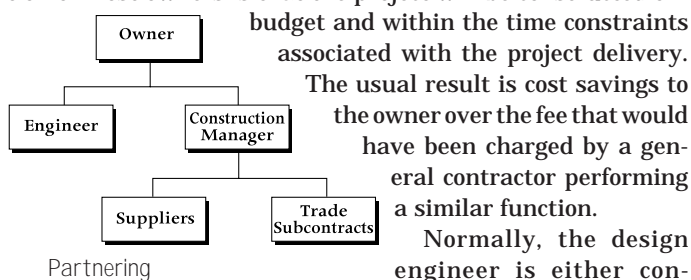 budget and within the time constraints
associated with the project delivery.
The usual result is cost savings to
the owner over the fee that would
have been charged by a gen-
eral contractor performing
a similar function.
Normally, the design
engineer is either con-
Owner
Engineer
Construction
Manager
Suppliers
Trade
Subcontracts
Partnering